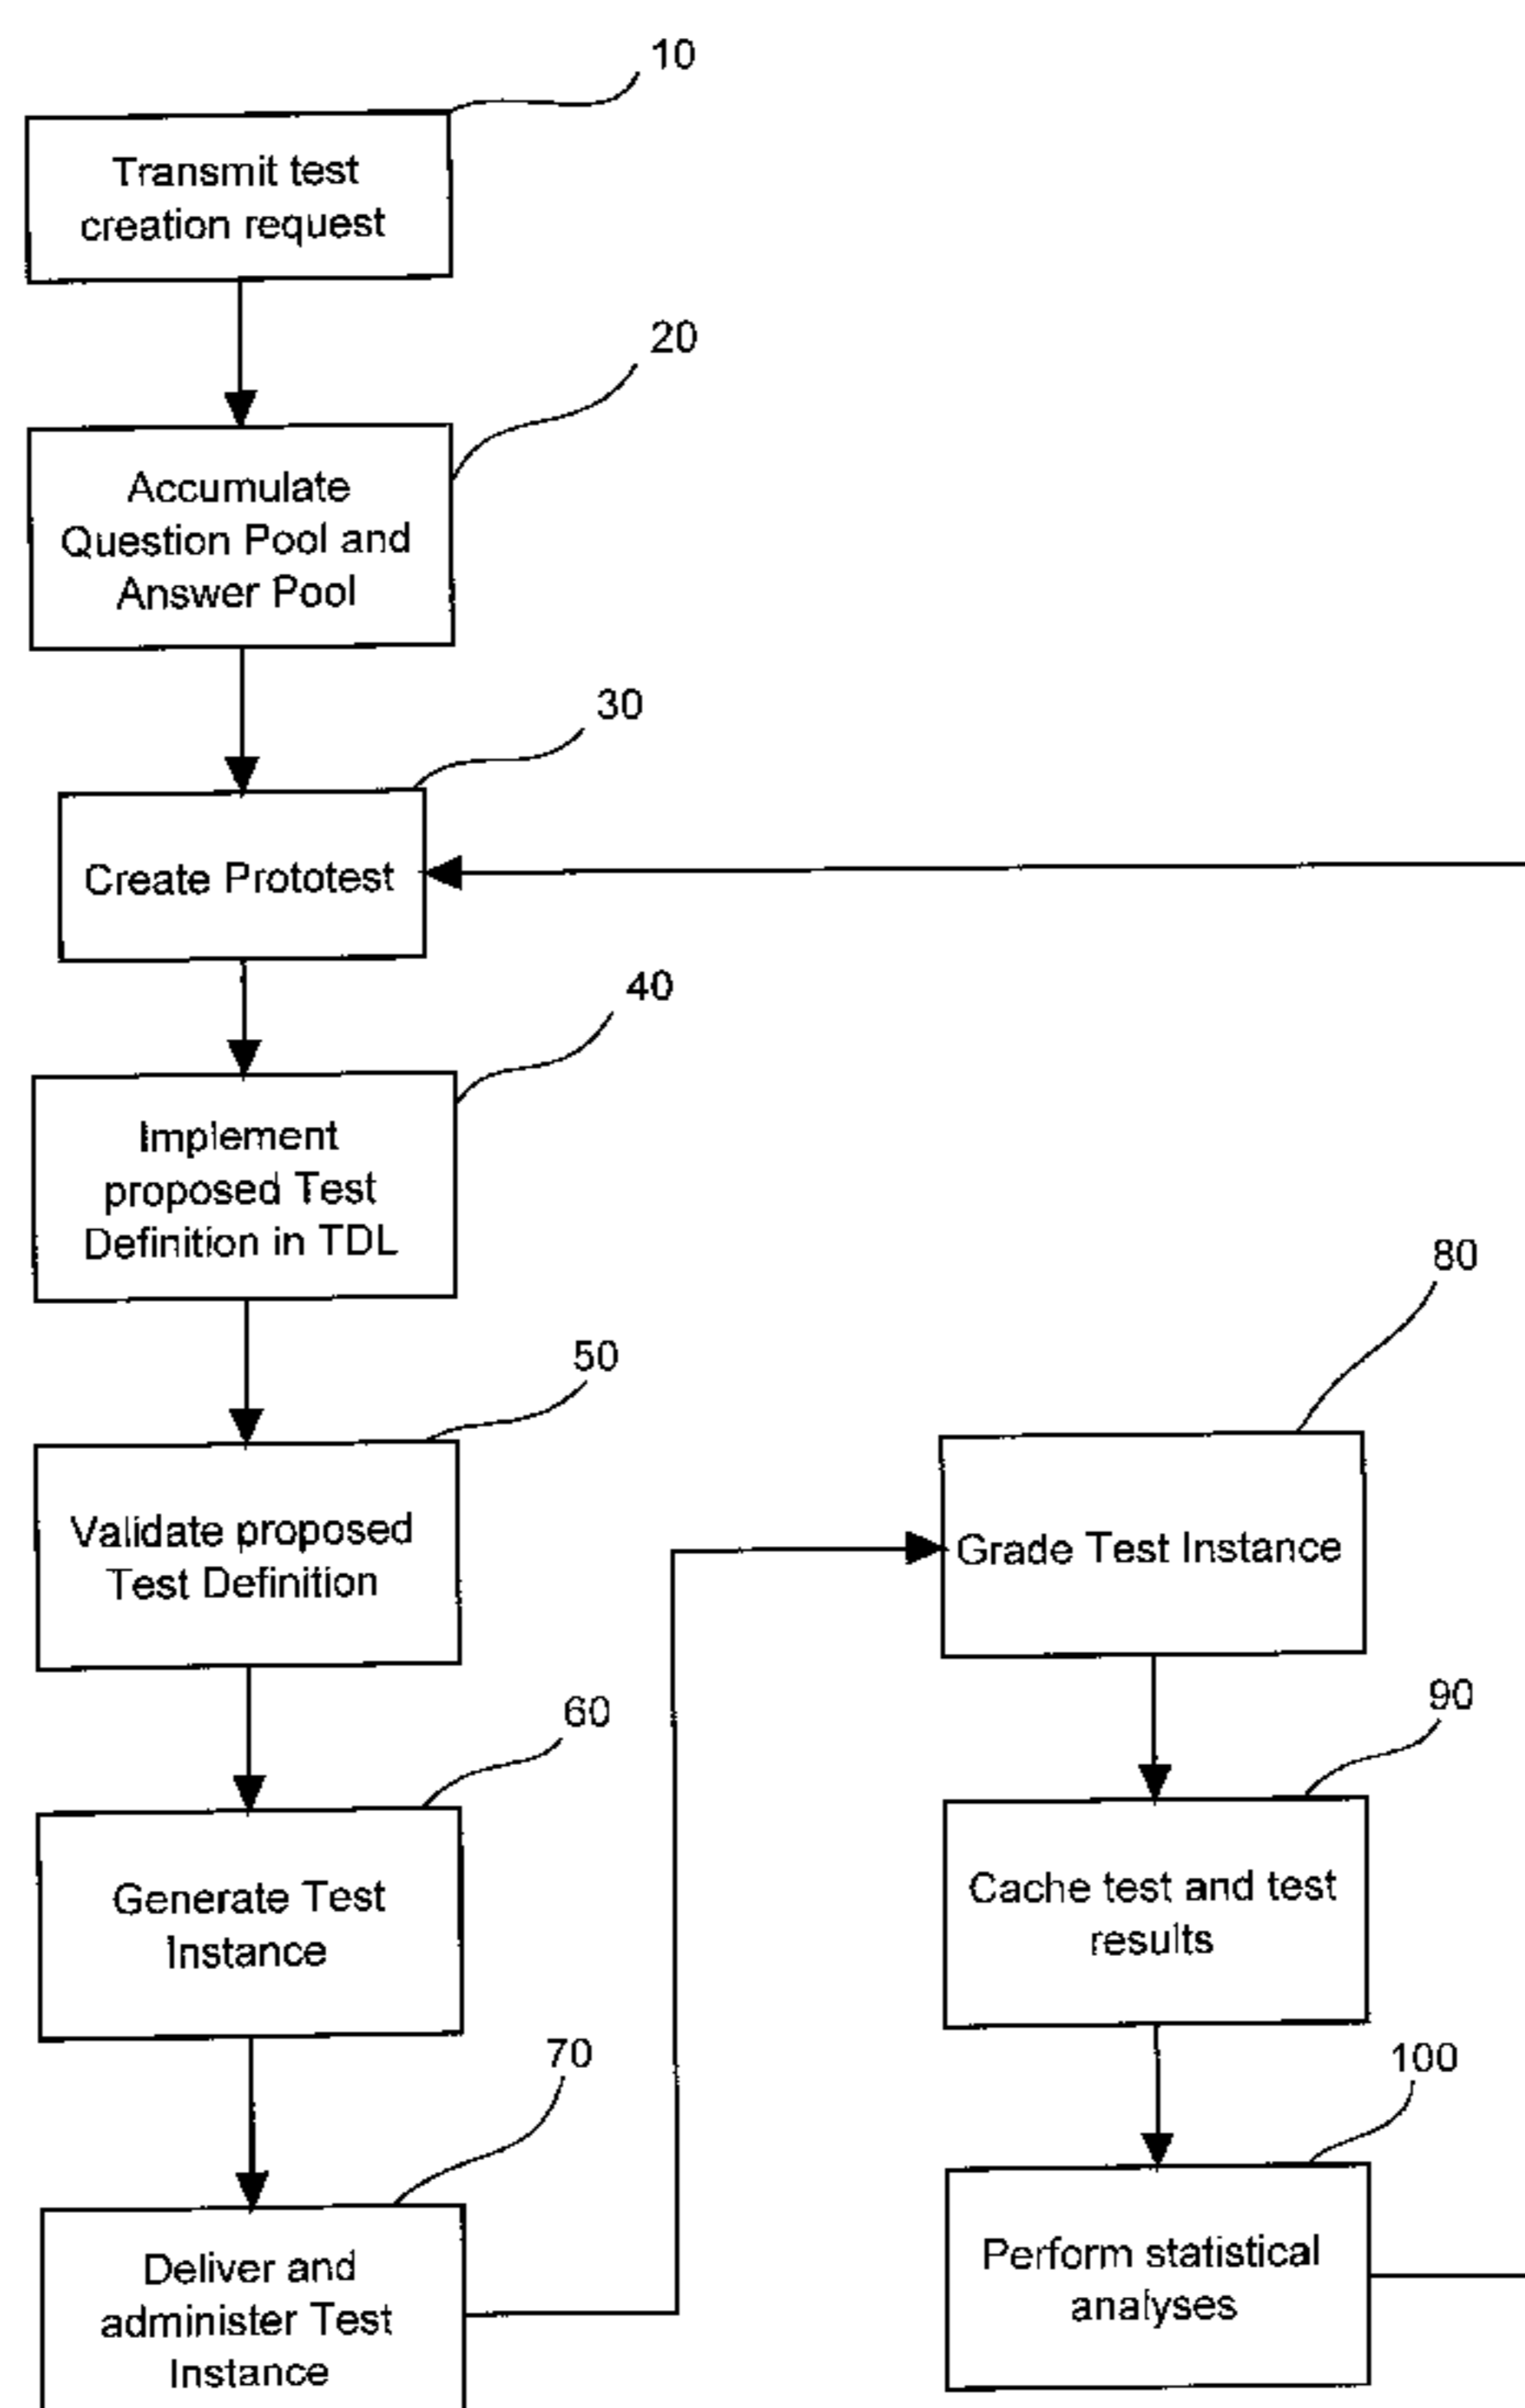 10
Transmit test
creation request
20
Accumulate
Question Pool and
Answer Pool
30
Create Prototest
40
Implement
proposed Test
Definition in TDL
50
Validate proposed
Test Definition
60
Generate Test
Instance
70
Deliver and
administer Test
Instance
80
Grade Test Instance
90
Cache test and test
results
100
Perform statistical
analyses